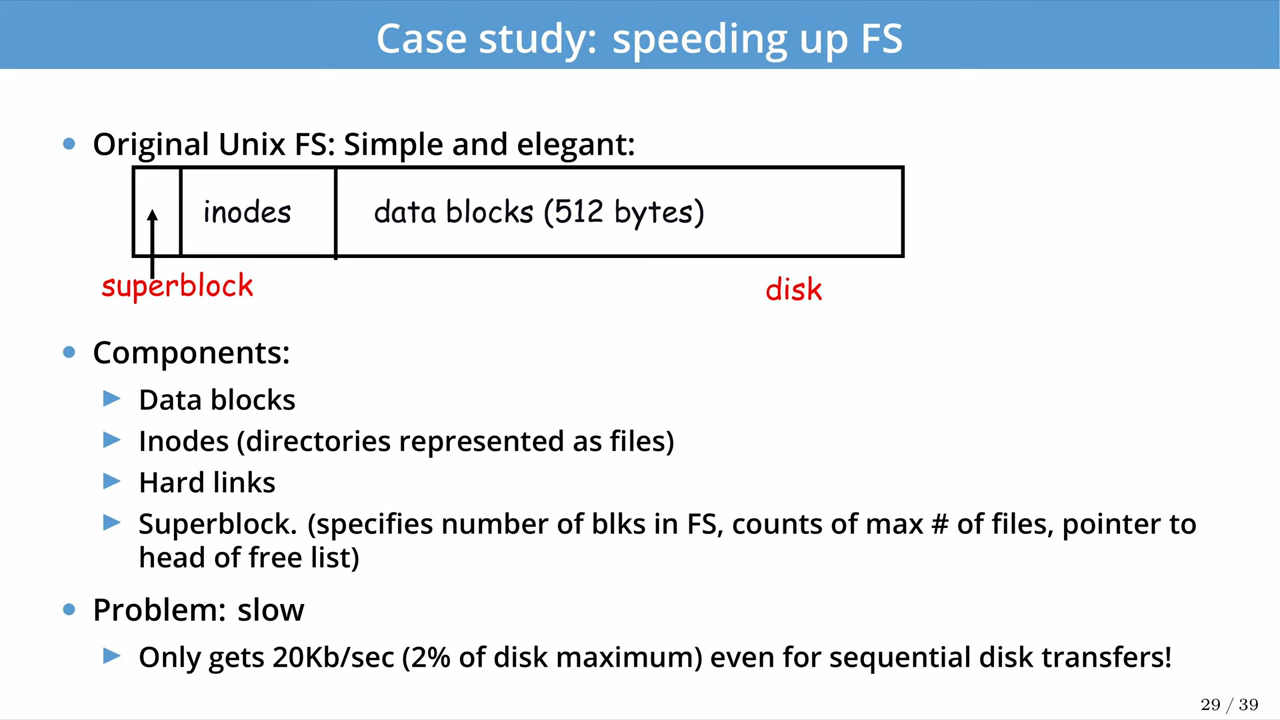 Case study: speeding up FS
• Original Unix FS: Simple and elegant:
inodes
data blocks (512 bytes)
superblock
disk
• Components:
▶ Data blocks
▶ Inodes (directories represented as files)
▶ Hard links
▶ Superblock. (specifies number of blks in FS, counts of max # of files, pointer to
head of free list)
• Problem: slow
▶ Only gets 20Kb/sec (2% of disk maximum) even for sequential disk transfers!
29 / 39